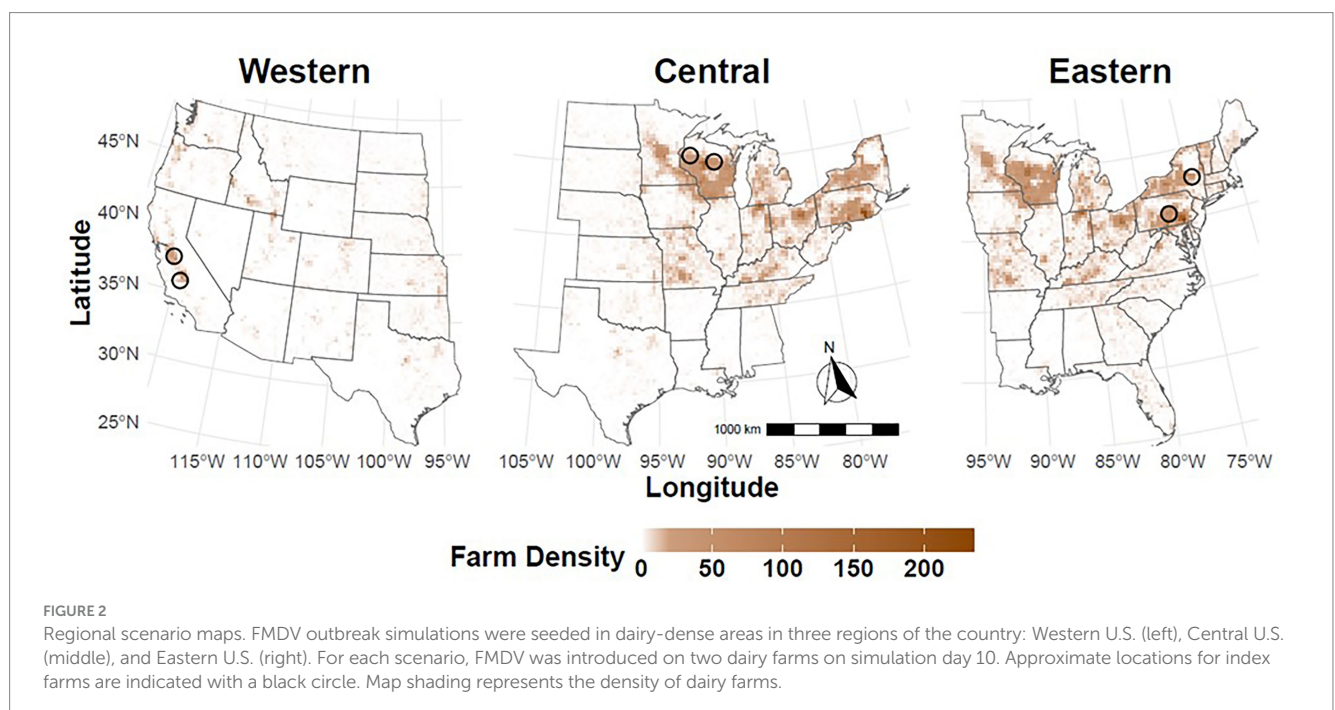 Western Central Eastern
45°N
40°N
35°N
30°N
25°N
Latitude
N
1000 km
115°W 110°W 105°W 100°W 95°W 105°W 100°W 95°W 90°W 85°W 80°W 95°W 90°W 85°W 80°W 75°W
Longitude
Farm Density
0 50 100 150 200
FIGURE 2
Regional scenario maps. FMDV outbreak simulations were seeded in dairy-dense areas in three regions of the country: Western U.S. (left), Central U.S.
(middle), and Eastern U.S. (right). For each scenario, FMDV was introduced on two dairy farms on simulation day 10. Approximate locations for index
farms are indicated with a black circle. Map shading represents the density of dairy farms.